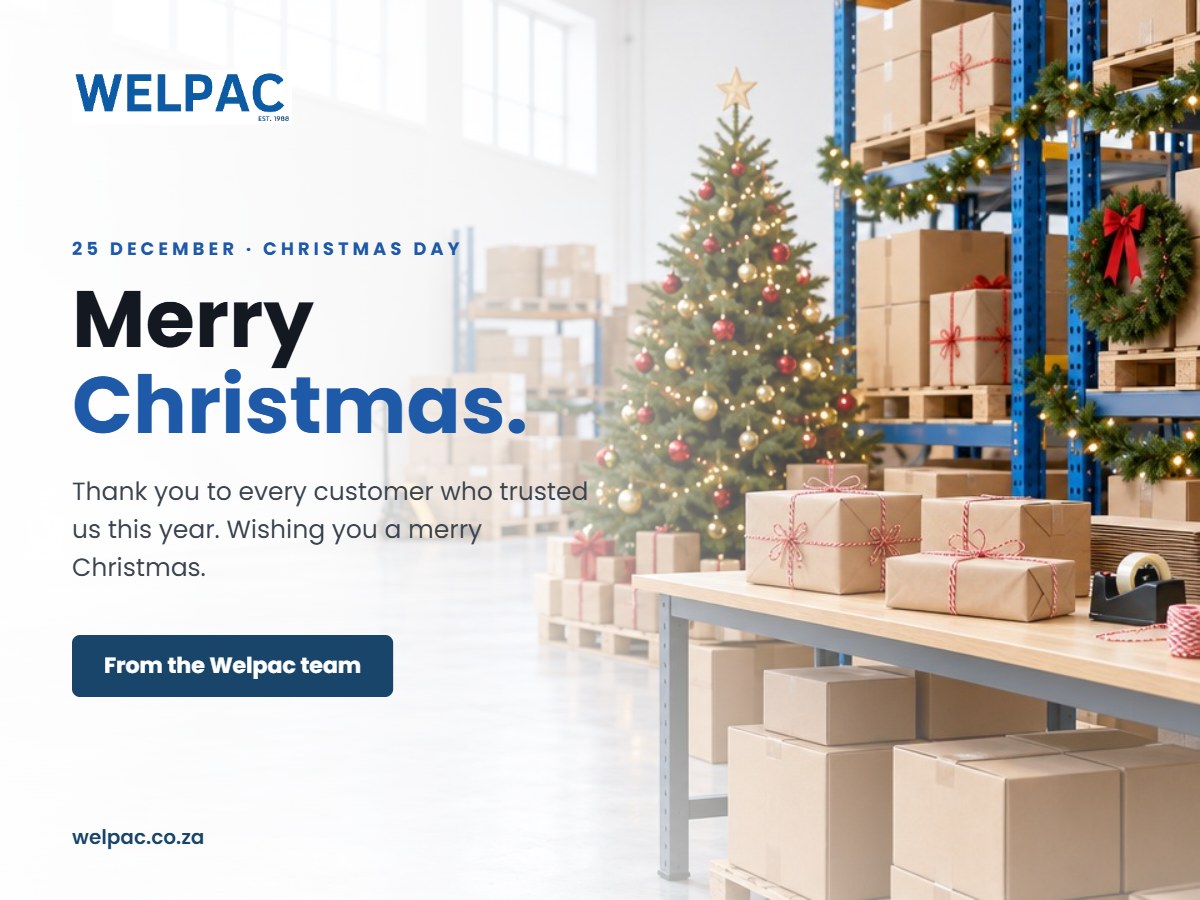 WELPAC
EST. 1988
25 DECEMBER · CHRISTMAS DAY
Merry
Christmas.
Thank you to every customer who trusted
us this year. Wishing you a merry
Christmas.
From the Welpac team
welpac.co.za